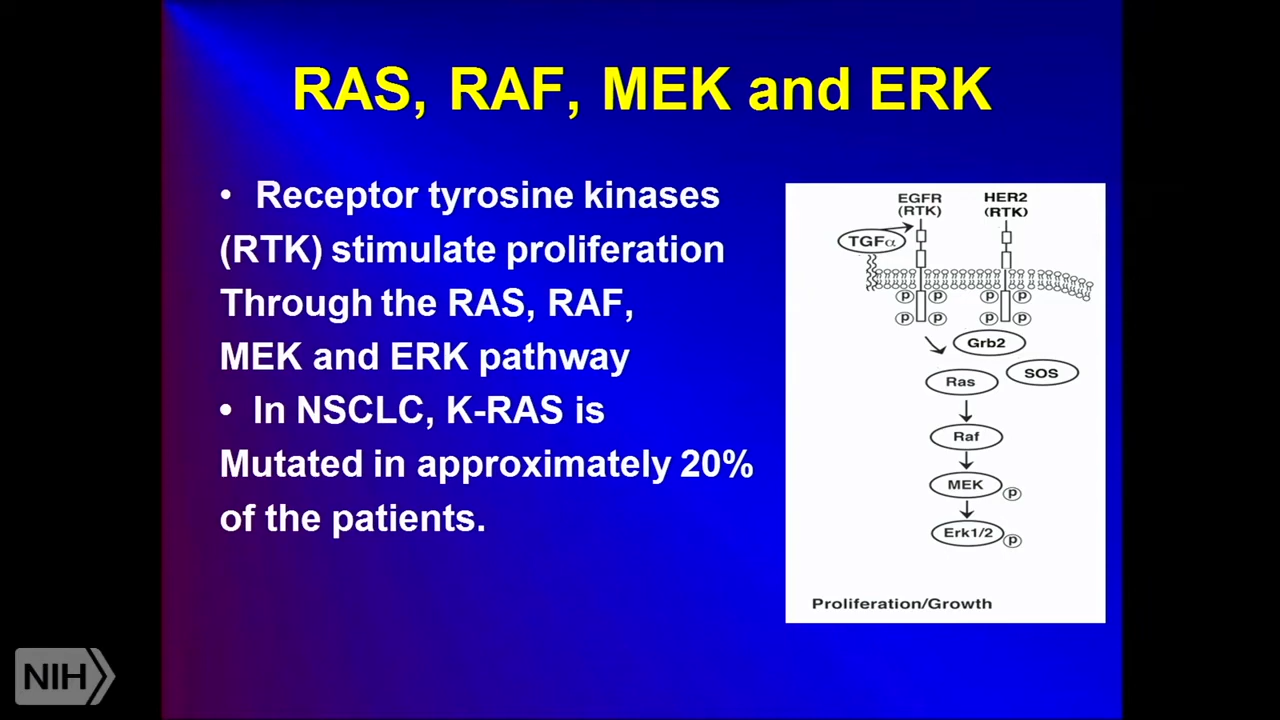 RAS, RAF, MEK and ERK
• Receptor tyrosine kinases
(RTK) stimulate proliferation
Through the RAS, RAF,
MEK and ERK pathway
• In NSCLC, K-RAS is
Mutated in approximately 20%
of the patients.
EGFR
(RTK)
HER2
(RTK)
TGFα
P P P P
P P P P
Grb2
SOS
Ras
Raf
MEK
P
Erk1/2
P
Proliferation/Growth
NIH